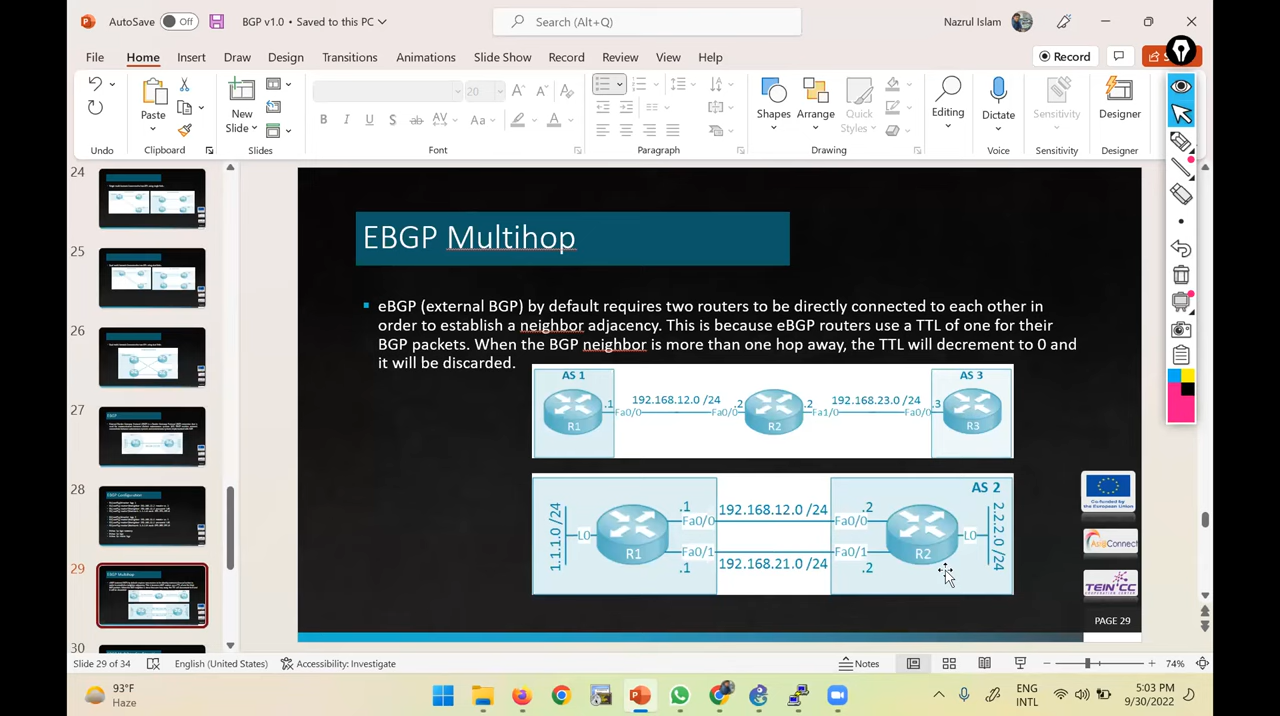 AutoSave Off BGP v1.0 • Saved to this PC Search (Alt+Q) Nazrul Islam
File Home Insert Draw Design Transitions Animations Slide Show Record Review View Help Record
Paste New Slide Shapes Arrange Quick Styles Editing Dictate Sensitivity Designer
20
Undo Clipboard Slides Font Paragraph Drawing Voice Sensitivity Designer
24
25
26
27
28
29
30
EBGP Multihop
eBGP (external BGP) by default requires two routers to be directly connected to each other in
order to establish a neighbor adjacency. This is because eBGP routers use a TTL of one for their
BGP packets. When the BGP neighbor is more than one hop away, the TTL will decrement to 0 and
it will be discarded.
AS 1 AS 3
.1 192.168.12.0 /24 .2 .2 192.168.23.0 /24 .3
Fa0/0 Fa0/0 Fa1/0 Fa0/0
R1 R2 R3
AS 2
1.1.1.0 /24 L0 R1 .1 Fa0/0 192.168.12.0 /24 .2 Fa0/0 R2 L0 2.2.2.0 /24
Fa0/1 .1 192.168.21.0 /24 Fa0/1 .2
Co-funded by
the European Union
Asi@Connect
TEIN*CC
COOPERATION CENTER
PAGE 29
Slide 29 of 34 English (United States) Accessibility: Investigate Notes 74%
93°F
Haze
ENG
INTL
5:03 PM
9/30/2022